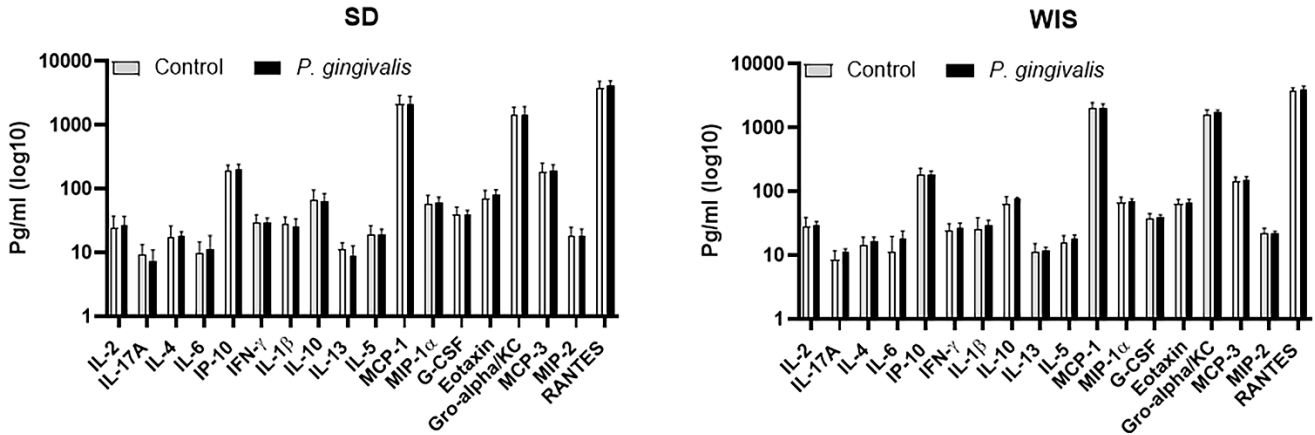 SD
Control P. gingivalis
Pg/ml (log10)
10000
1000
100
10
1
IL-2
IL-17A
IL-4
IL-6
IP-10
IFN-γ
IL-1β
IL-10
IL-13
IL-5
MCP-1
MIP-1α
G-CSF
Eotaxin
Gro-alpha/KC
MCP-3
MIP-2
RANTES
WIS
Control P. gingivalis
Pg/ml (log10)
10000
1000
100
10
1
IL-2
IL-17A
IL-4
IL-6
IP-10
IFN-γ
IL-1β
IL-10
IL-13
IL-5
MCP-1
MIP-1α
G-CSF
Eotaxin
Gro-alpha/KC
MCP-3
MIP-2
RANTES